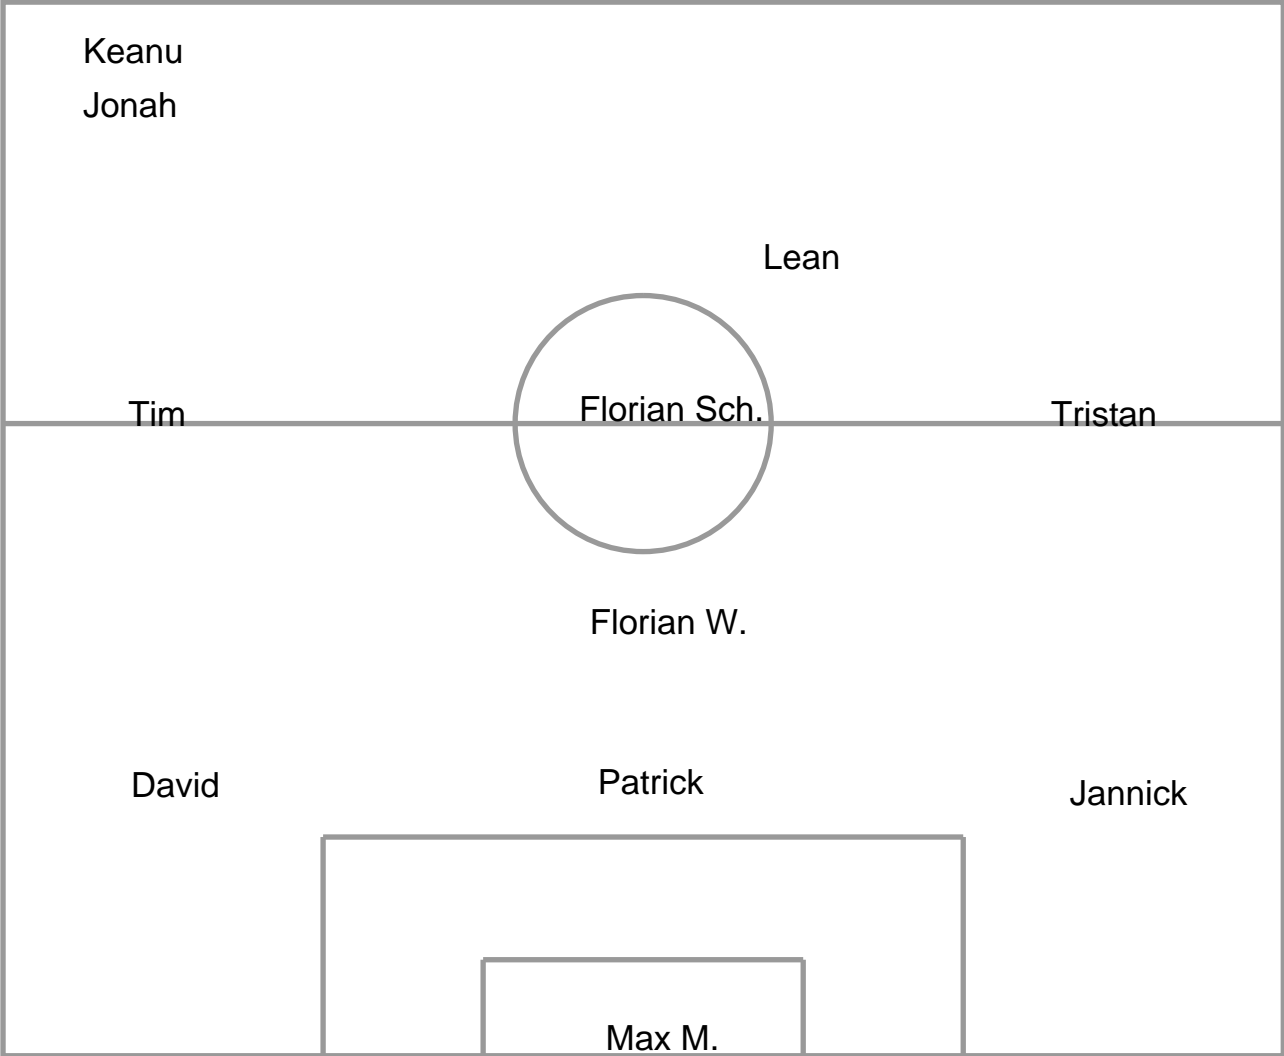 Keanu
Jonah
Lean
Tim
Florian Sch.
Tristan
Florian W.
David
Patrick
Jannick
Max M.